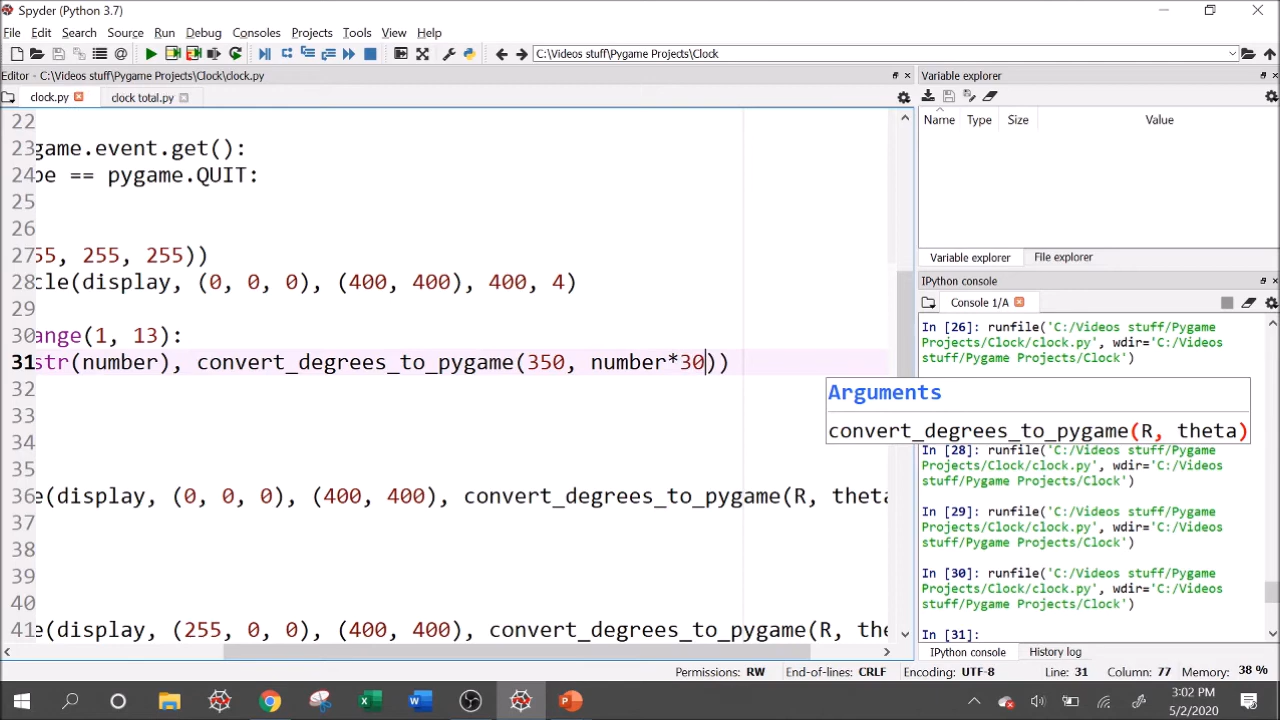 Spyder (Python 3.7)
File Edit Search Source Run Debug Consoles Projects Tools View Help
C:\Videos stuff\Pygame Projects\Clock
Editor - C:\Videos stuff\Pygame Projects\Clock\clock.py
clock.py clock total.py
22
23 game.event.get():
24 pe == pygame.QUIT:
25
26
27 55, 255, 255))
28 cle(display, (0, 0, 0), (400, 400), 400, 4)
29
30 ange(1, 13):
31 str(number), convert_degrees_to_pygame(350, number*30))
32
33
34
35
36 e(display, (0, 0, 0), (400, 400), convert_degrees_to_pygame(R, theta
37
38
39
40
41 e(display, (255, 0, 0), (400, 400), convert_degrees_to_pygame(R, the
Arguments
convert_degrees_to_pygame(R, theta)
Variable explorer
Name Type Size Value
Variable explorer File explorer
IPython console
Console 1/A
In [26]: runfile('C:/Videos stuff/Pygame
Projects/Clock/clock.py', wdir='C:/Videos
stuff/Pygame Projects/Clock')
In [28]: runfile('C:/Videos stuff/Pygame
Projects/Clock/clock.py', wdir='C:/Videos
stuff/Pygame Projects/Clock')
In [29]: runfile('C:/Videos stuff/Pygame
Projects/Clock/clock.py', wdir='C:/Videos
stuff/Pygame Projects/Clock')
In [30]: runfile('C:/Videos stuff/Pygame
Projects/Clock/clock.py', wdir='C:/Videos
stuff/Pygame Projects/Clock')
In [31]:
IPython console History log
Permissions: RW End-of-lines: CRLF Encoding: UTF-8 Line: 31 Column: 77 Memory: 38 %
3:02 PM
5/2/2020